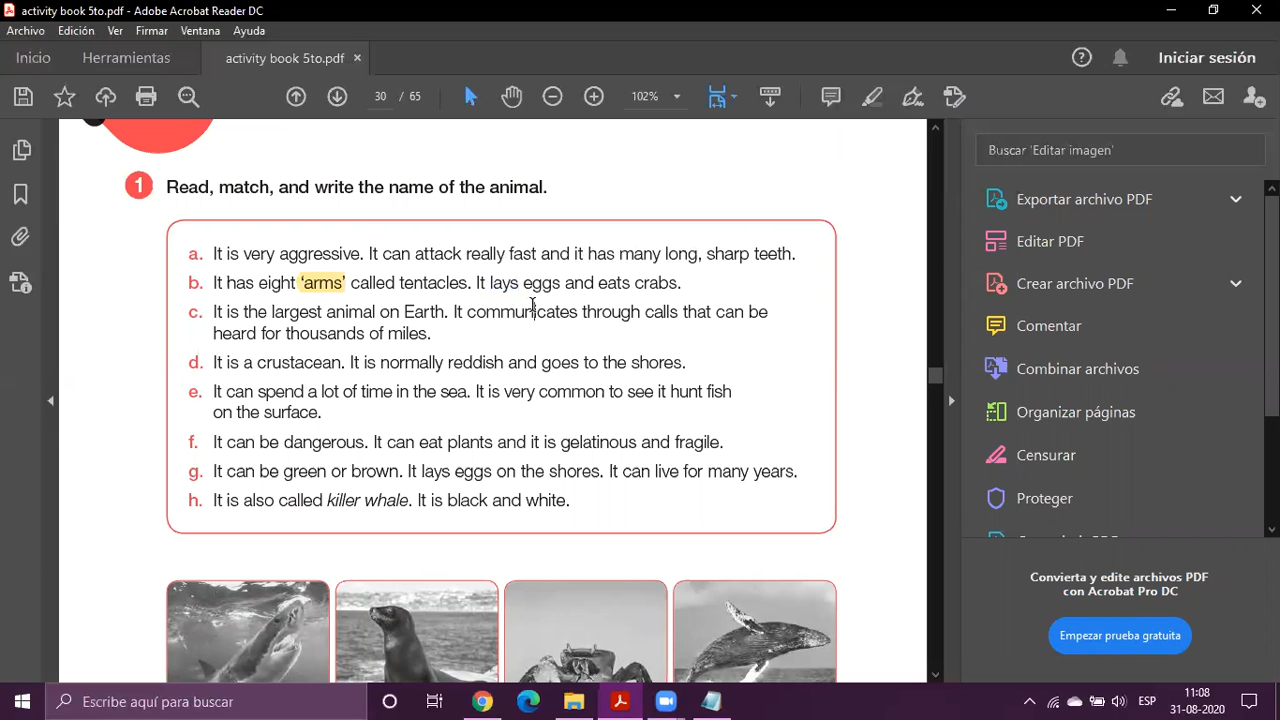 activity book 5to.pdf - Adobe Acrobat Reader DC
Archivo Edición Ver Firmar Ventana Ayuda
Inicio Herramientas activity book 5to.pdf × Iniciar sesión
30 / 65 102%
Buscar 'Editar imagen'
1 Read, match, and write the name of the animal.
a. It is very aggressive. It can attack really fast and it has many long, sharp teeth.
b. It has eight ‘arms’ called tentacles. It lays eggs and eats crabs.
c. It is the largest animal on Earth. It communicates through calls that can be
heard for thousands of miles.
d. It is a crustacean. It is normally reddish and goes to the shores.
e. It can spend a lot of time in the sea. It is very common to see it hunt fish
on the surface.
f. It can be dangerous. It can eat plants and it is gelatinous and fragile.
g. It can be green or brown. It lays eggs on the shores. It can live for many years.
h. It is also called killer whale. It is black and white.
Exportar archivo PDF
Editar PDF
Crear archivo PDF
Comentar
Combinar archivos
Organizar páginas
Censurar
Proteger
Convierta y edite archivos PDF
con Acrobat Pro DC
Empezar prueba gratuita
Escribe aquí para buscar
ESP
11:08
31-08-2020